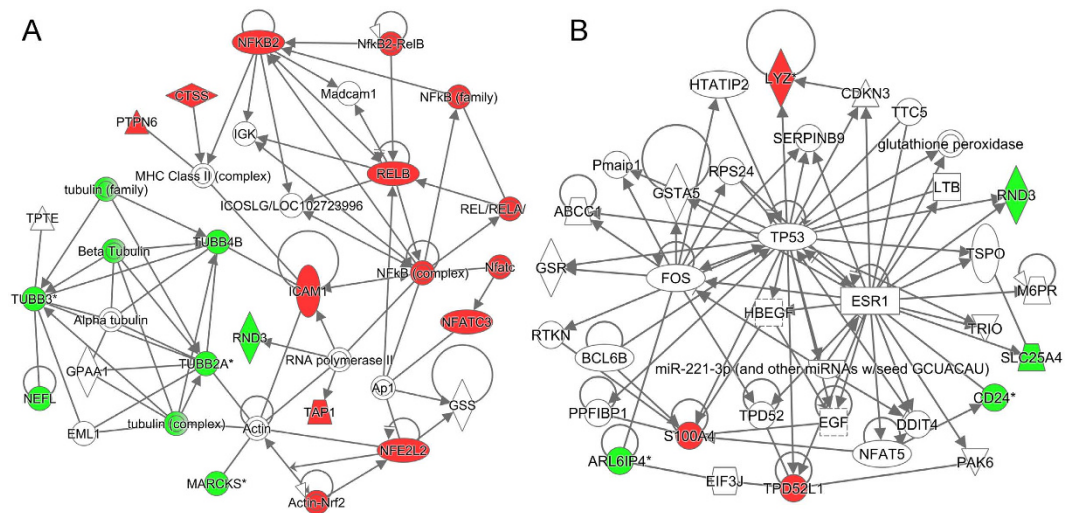 A
NFKB2
NfkB2-RelB
CTSS
Madcam1
NFkB (family)
PTPN6
IGK
MHC Class II (complex)
RELB
tubulin (family)
ICOSLG/LOC102723996
REL/RELA/
TPTE
Beta Tubulin
TUBB4B
NFkB (complex)
Nfatc
TUBB3*
ICAM1
Alpha tubulin
RND3
NFATC3
GPAA1
TUBB2A*
RNA polymerase II
Ap1
NEFL
TAP1
GSS
EML1
tubulin (complex)
Actin
NFE2L2
MARCKS*
Actin-Nrf2
B
LYZ*
HTATIP2
CDKN3
TTC5
SERPINB9
glutathione peroxidase
Pmaip1
RPS24
GSTA5
LTB
RND3
ABCC1
TP53
TSPO
GSR
FOS
M6PR
ESR1
HBEGF
RTKN
TRIO
BCL6B
SLC25A4
miR-221-3p (and other miRNAs w/seed GCUACAU)
CD24*
PPFIBP1
TPD52
EGF
DDIT4
S100A4
NFAT5
ARL6IP4*
PAK6
EIF3J
TPD52L1